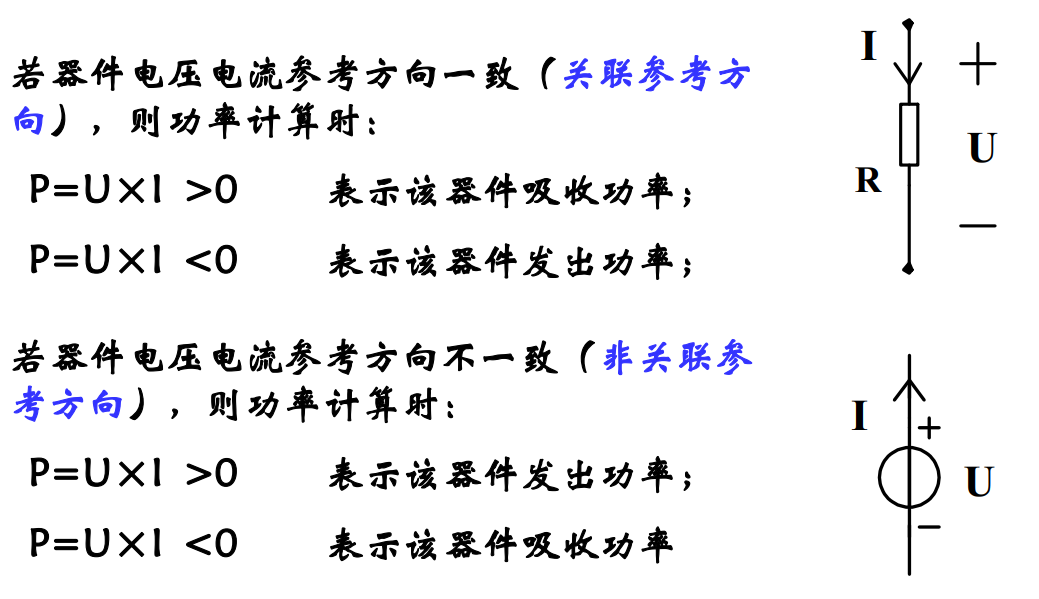 若器件电压电流参考方向一致（关联参考方
向），则功率计算时：
P=U×I >0 表示该器件吸收功率；
P=U×I <0 表示该器件发出功率；
I
+
U
R
—
若器件电压电流参考方向不一致（非关联参
考方向），则功率计算时：
P=U×I >0 表示该器件发出功率；
P=U×I <0 表示该器件吸收功率
I
+
U
−